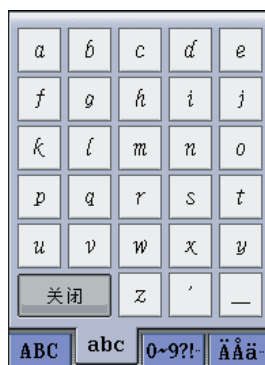 a b c d e
f g h i j
k l m n o
p q r s t
u v w x y
关闭 z ' _
ABC abc 0~9?!·· ÄÅä··